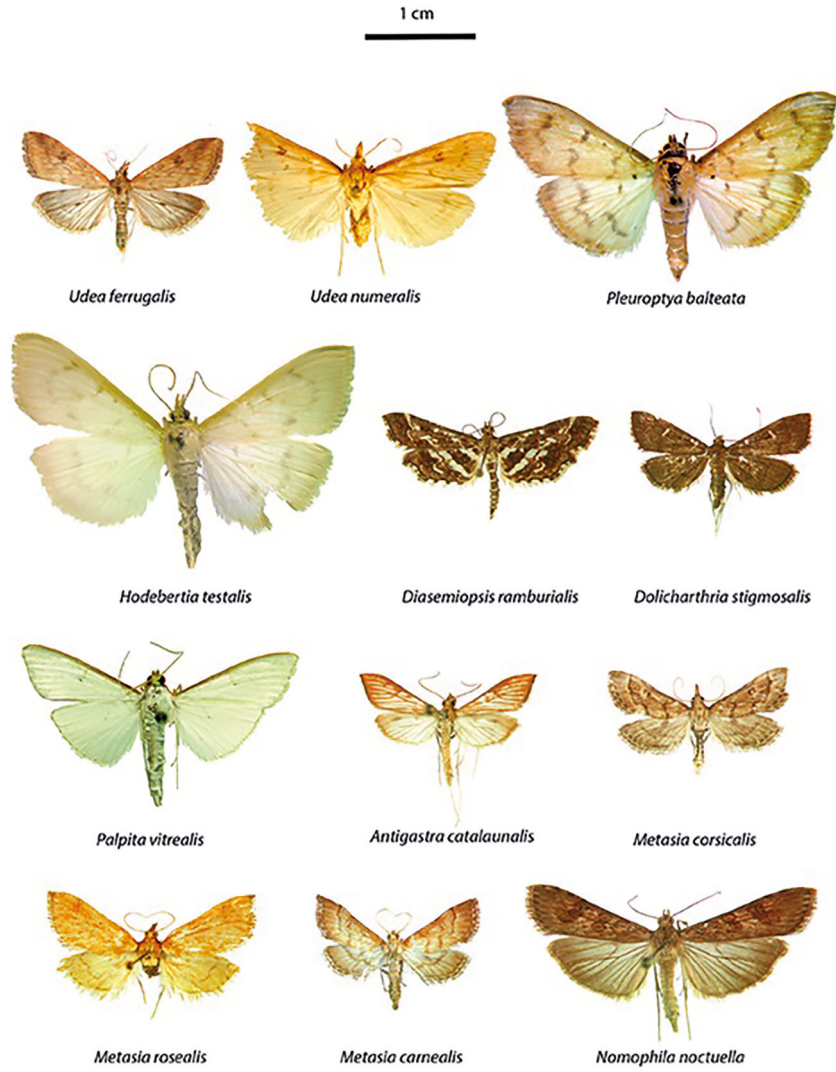 1 cm
Udea ferrugalis
Udea numeralis
Pleuroptya balteata
Hodebertia testalis
Diasemiopsis ramburialis
Dolicharthria stigmosalis
Palpita vitrealis
Antigastra catalaunalis
Metasia corsicalis
Metasia rosealis
Metasia carnealis
Nomophila noctuella